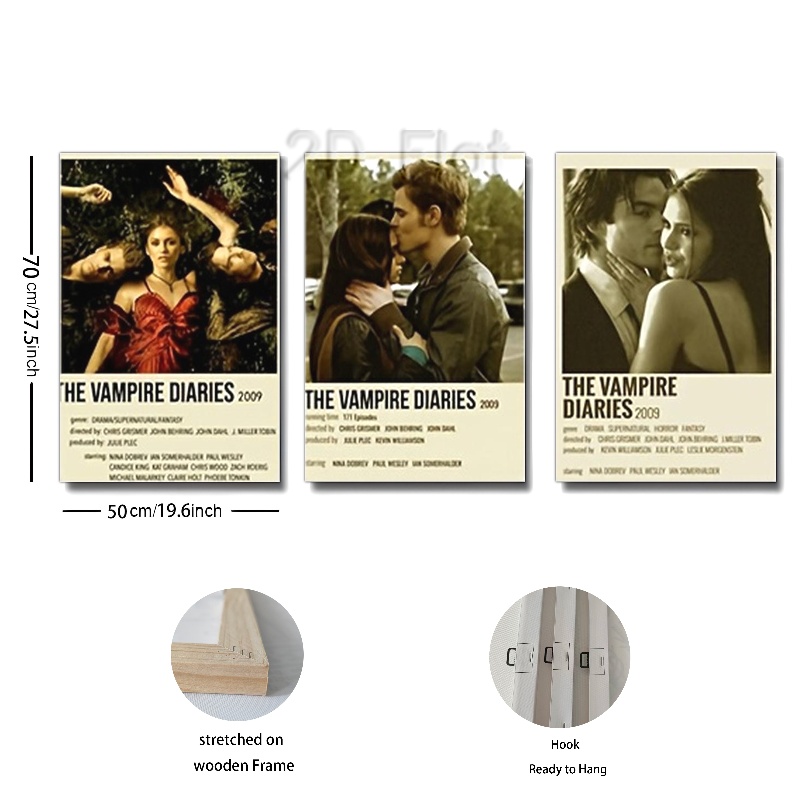 2D Flat
THE VAMPIRE DIARIES 2009
genre: DRAMA/SUPERNATURAL/FANTASY
directed by: CHRIS GRISMER JOHN BEHRING JOHN DAHL J. MILLER TOBIN
produced by: JULIE PLEC
starring: NINA DOBREV IAN SOMERHALDER PAUL WESLEY
CANDICE KING KAT GRAHAM CHRIS WOOD ZACH ROERIG
MICHAEL MALARKEY CLAIRE HOLT PHOEBE TONKIN
THE VAMPIRE DIARIES 2009
running time: 171 Episodes
directed by CHRIS GRISMER JOHN BEHRING JOHN DAHL
produced by JULIE PLEC KEVIN WILLIAMSON
starring NINA DOBREV PAUL WESLEY IAN SOMERHALDER
THE VAMPIRE
DIARIES 2009
genre DRAMA SUPERNATURAL HORROR FANTASY
directed by CHRIS GRISMER JOHN DAHL JOHN BEHRING J.MILLER TOBIN
produced by KEVIN WILLIAMSON JULIE PLEC LESLIE MORGENSTEIN
starring NINA DOBREV PAUL WESLEY IAN SOMERHALDER
70 cm/27.5inch
50 cm/19.6inch
stretched on
wooden Frame
Hook
Ready to Hang